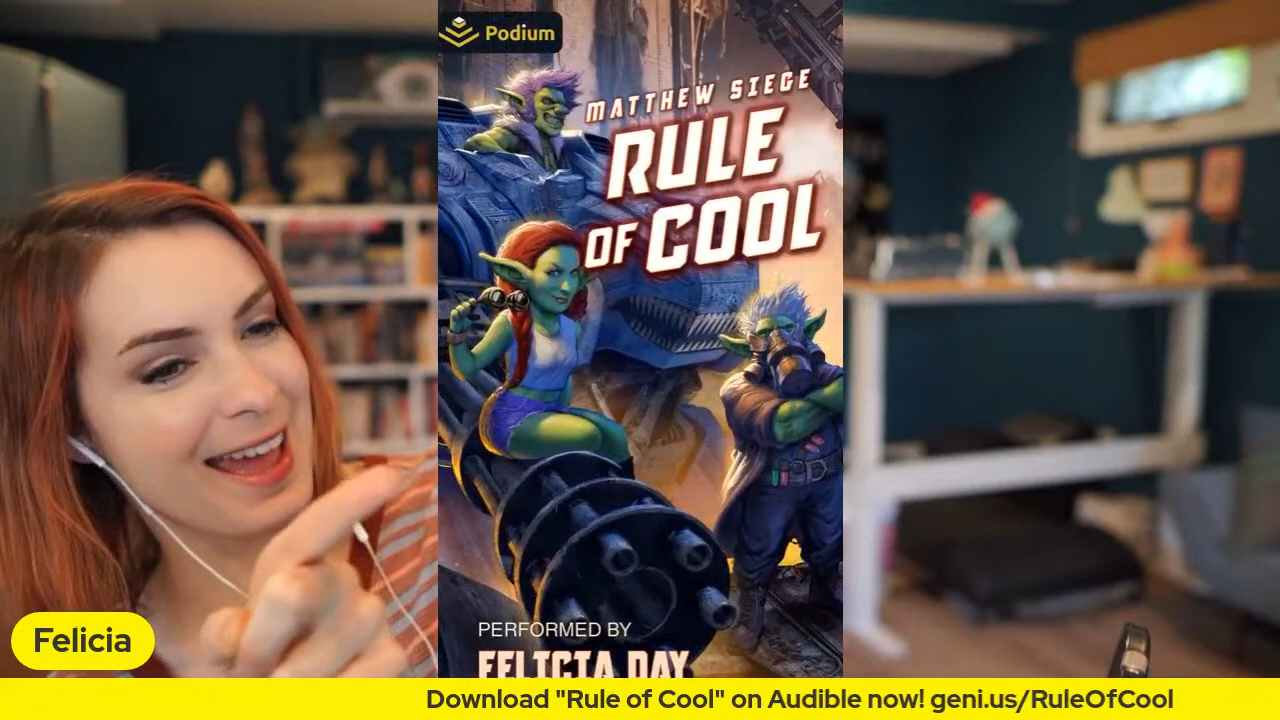 Podium
MATTHEW SIEGE
RULE
OF COOL
PERFORMED BY
FELICIA DAY
Felicia
Download "Rule of Cool" on Audible now! geni.us/RuleOfCool